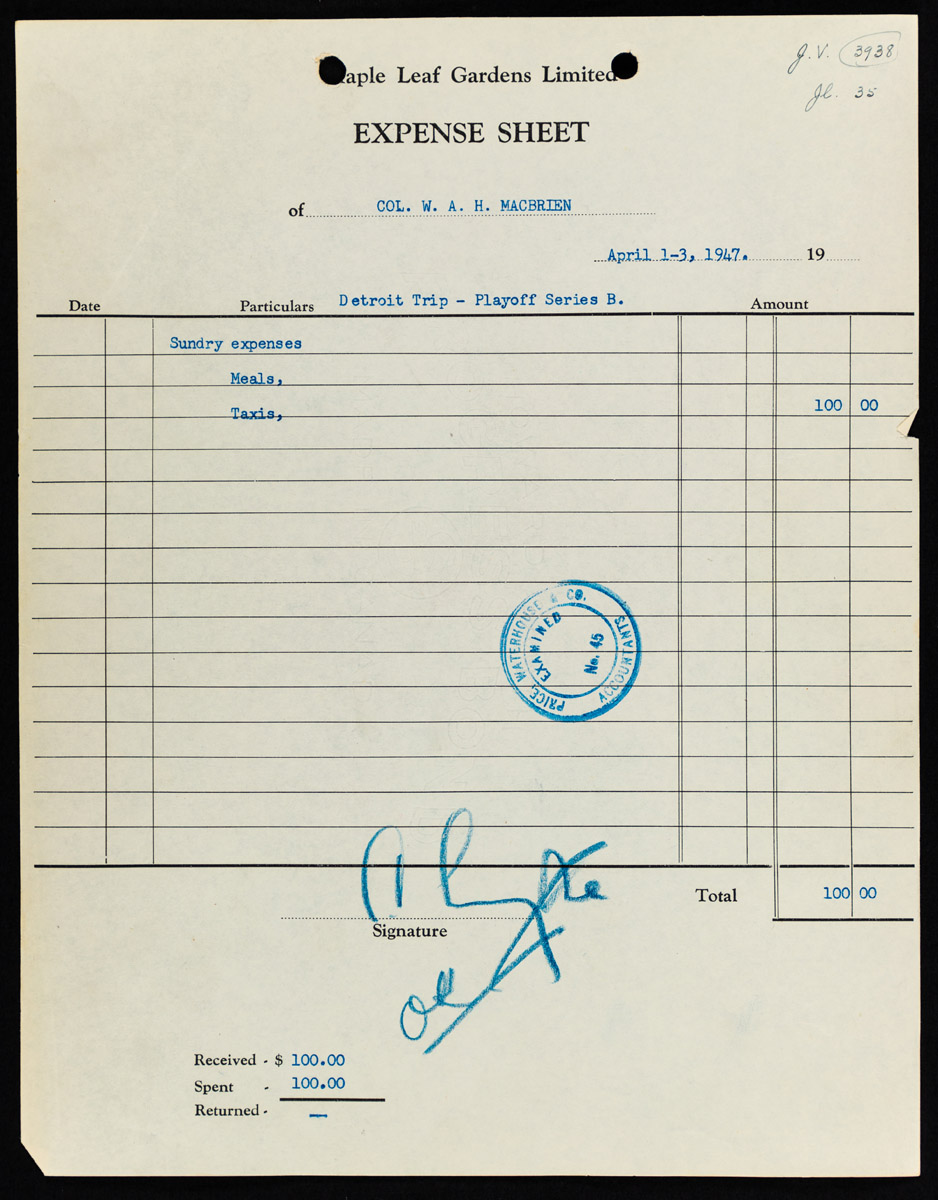 J.V. 3938
Jl. 35
aple Leaf Gardens Limited
EXPENSE SHEET
of COL. W. A. H. MACBRIEN
April 1-3, 1947. 19
Date Particulars Detroit Trip - Playoff Series B. Amount
Sundry expenses
Meals,
Taxis, 100 00
PRICE, WATERHOUSE & CO.
ACCOUNTANTS
EXAMINED
No. 45
Total 100 00
Signature
OK
Received - $ 100.00
Spent - 100.00
Returned - —